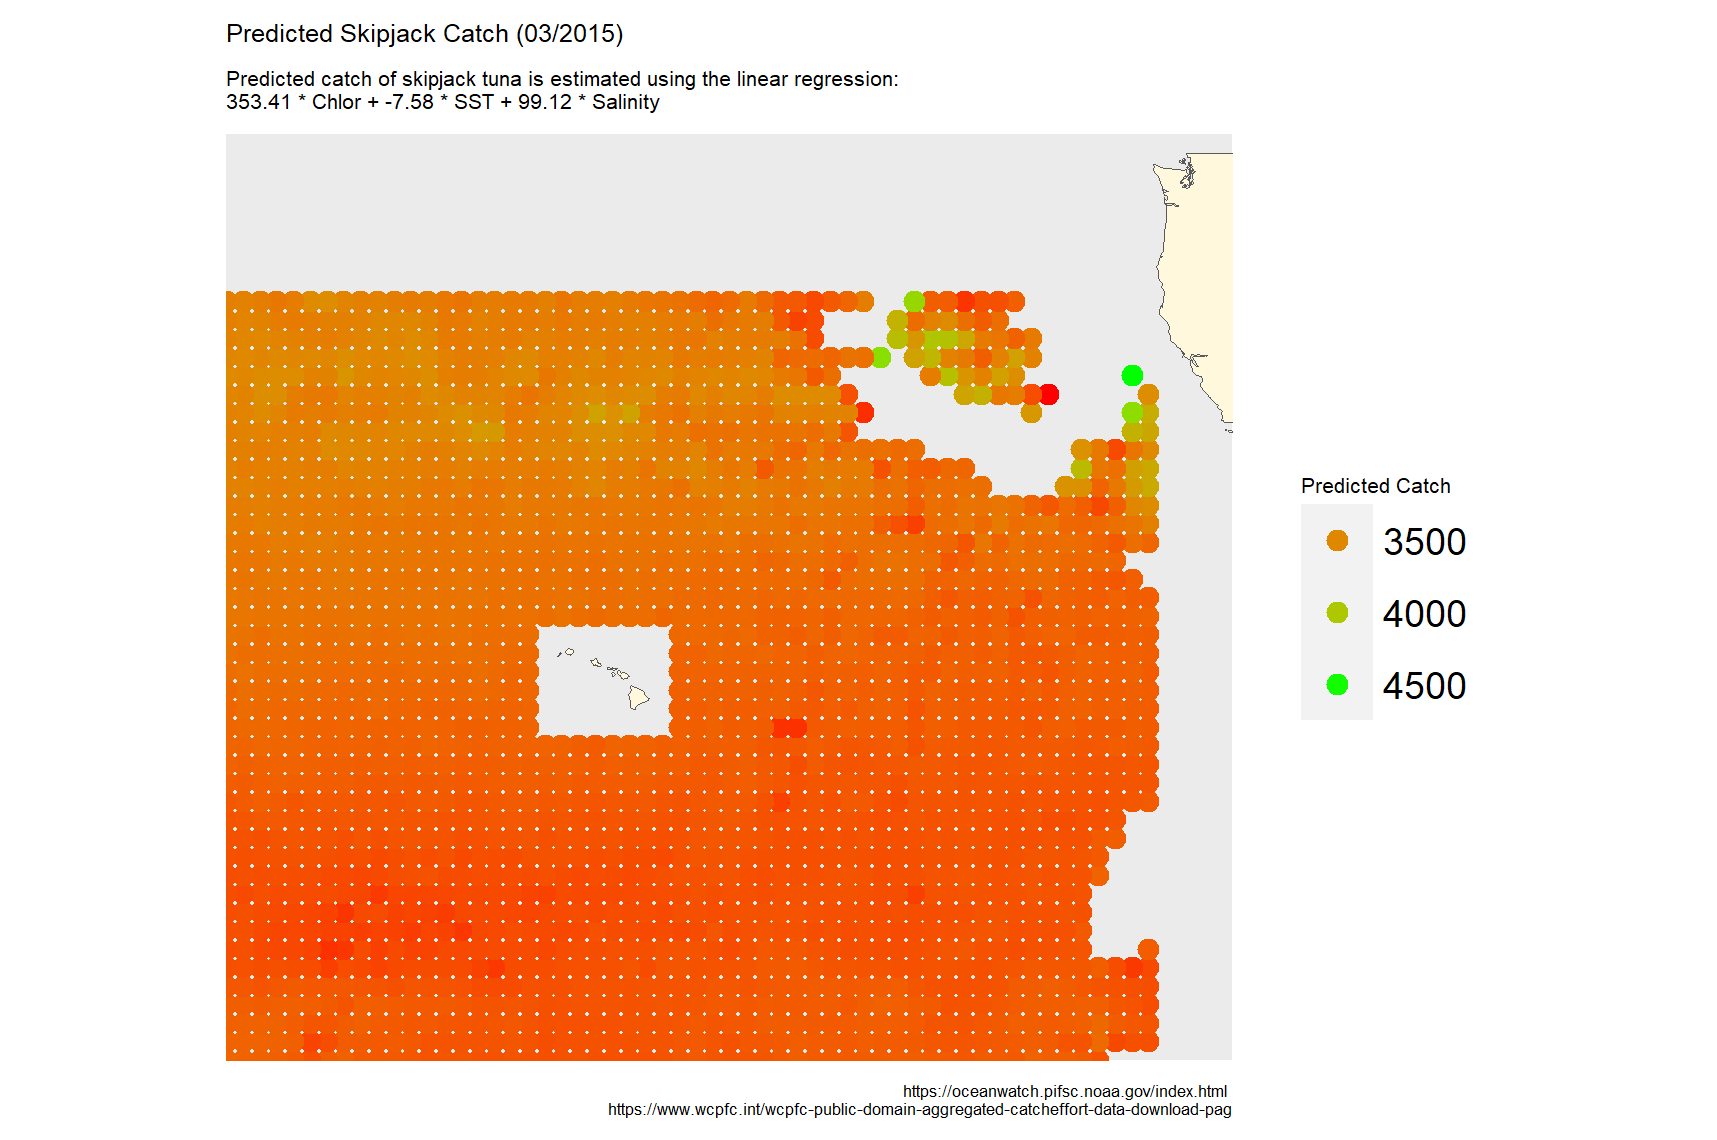 Predicted Skipjack Catch (03/2015)
Predicted catch of skipjack tuna is estimated using the linear regression:
353.41 * Chlor + -7.58 * SST + 99.12 * Salinity
Predicted Catch
3500
4000
4500
https://oceanwatch.pifsc.noaa.gov/index.html
https://www.wcpfc.int/wcpfc-public-domain-aggregated-catcheffort-data-download-pag